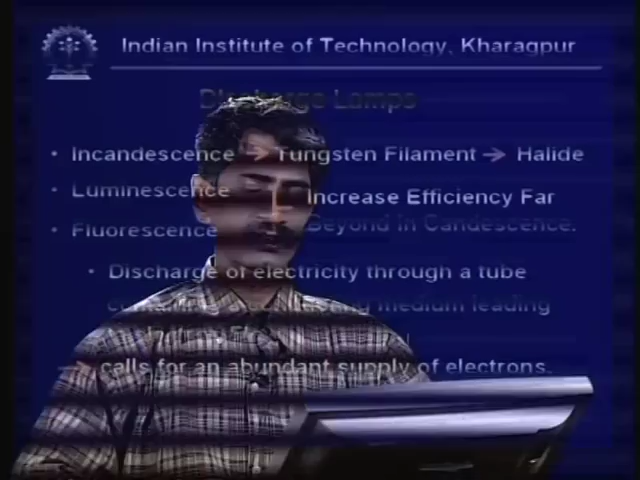 Indian Institute of Technology, Kharagpur
Discharge Lamps
• Incandescence → Tungsten Filament → Halide
• Luminescence
Increase Efficiency Far
Beyond in Candescence.
• Fluorescence
• Discharge of electricity through a tube
medium leading
→ calls for an abundant supply of electrons.